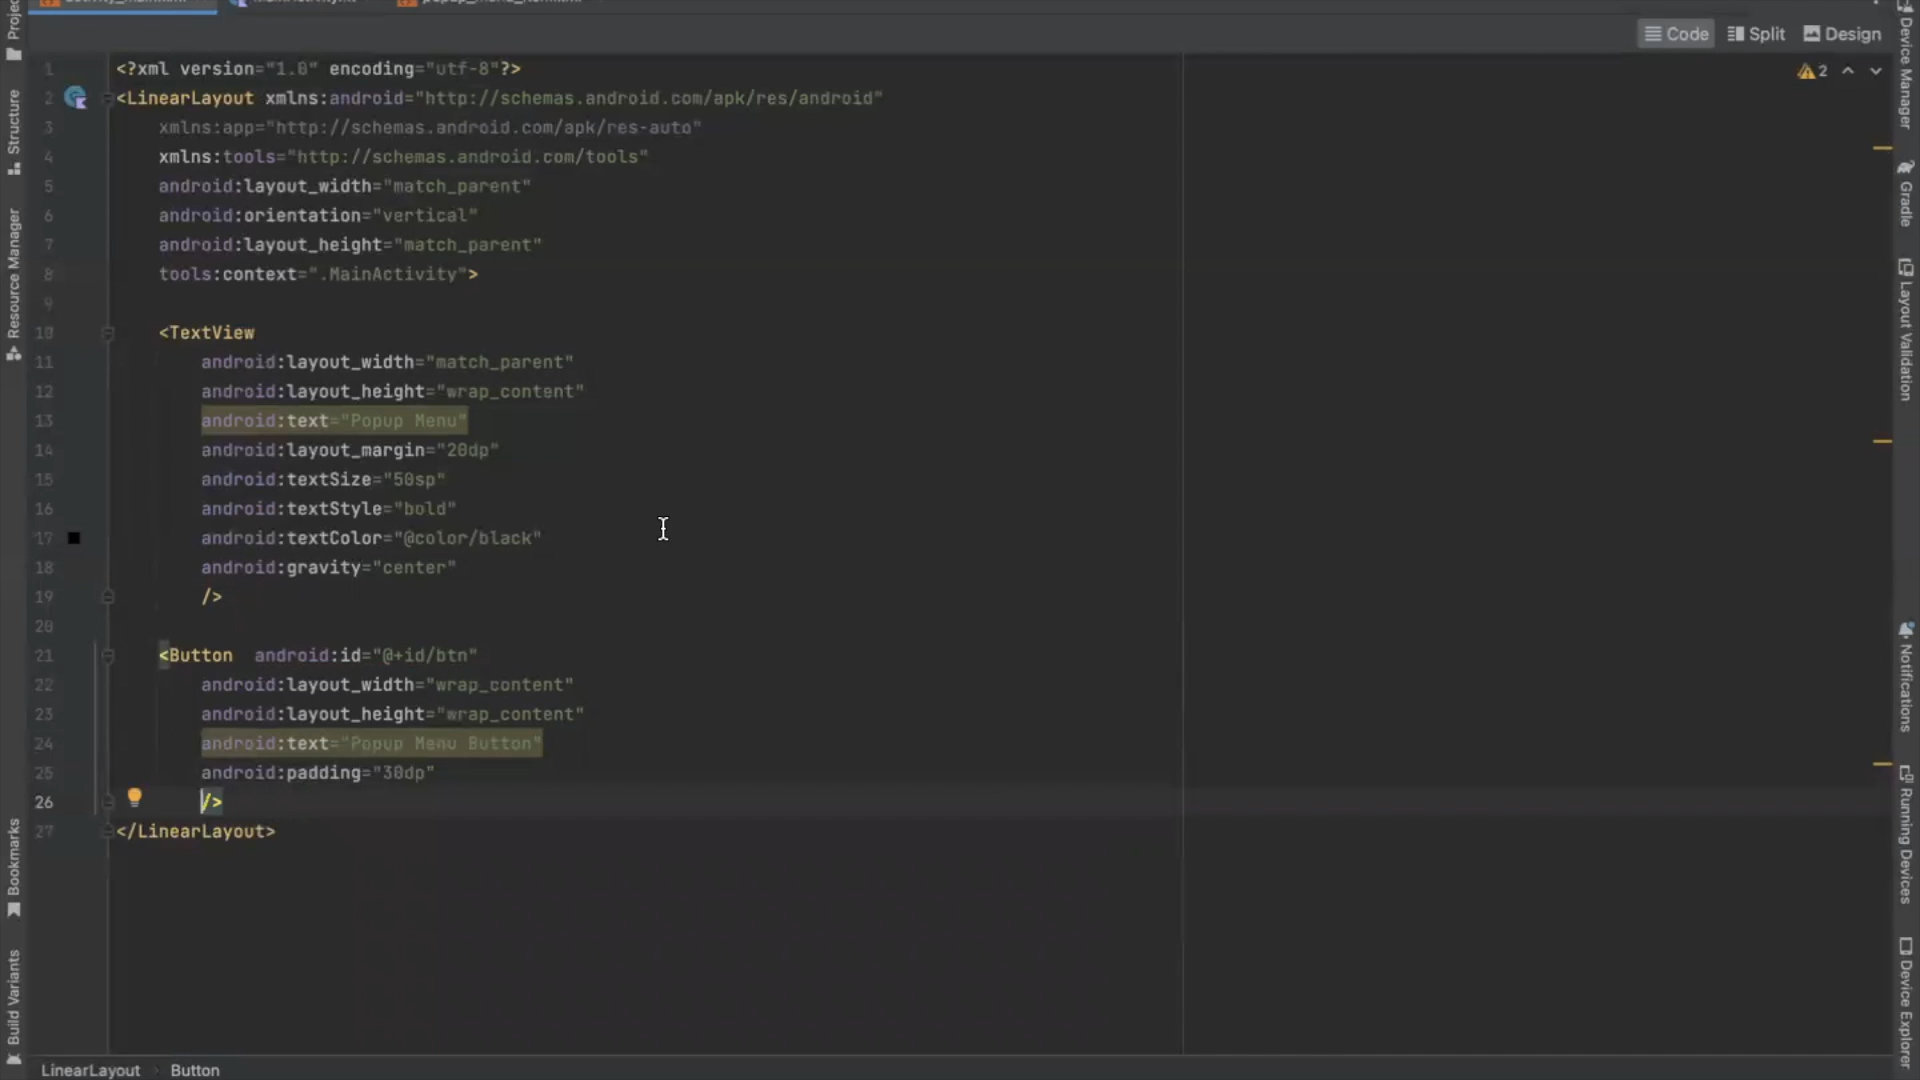 Code Split Design
2
1 <?xml version="1.0" encoding="utf-8"?>
2 <LinearLayout xmlns:android="http://schemas.android.com/apk/res/android"
3 xmlns:app="http://schemas.android.com/apk/res-auto"
4 xmlns:tools="http://schemas.android.com/tools"
5 android:layout_width="match_parent"
6 android:orientation="vertical"
7 android:layout_height="match_parent"
8 tools:context=".MainActivity">
9
10 <TextView
11 android:layout_width="match_parent"
12 android:layout_height="wrap_content"
13 android:text="Popup Menu"
14 android:layout_margin="20dp"
15 android:textSize="50sp"
16 android:textStyle="bold"
17 android:textColor="@color/black"
18 android:gravity="center"
19 />
20
21 <Button android:id="@+id/btn"
22 android:layout_width="wrap_content"
23 android:layout_height="wrap_content"
24 android:text="Popup Menu Button"
25 android:padding="30dp"
26 />
27 </LinearLayout>
LinearLayout Button
Structure
Resource Manager
Bookmarks
Build Variants
Device Manager
Gradle
Layout Validation
Notifications
Running Devices
Device Explorer